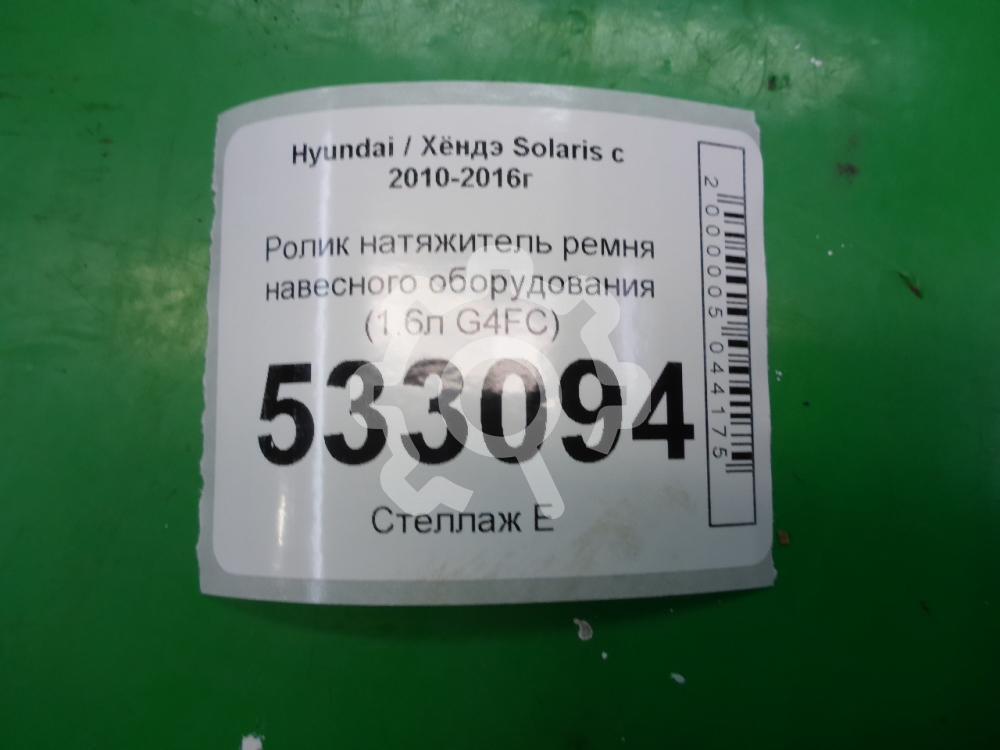 Hyundai / Хёндэ Solaris с
2010-2016г
Ролик натяжитель ремня
навесного оборудования
(1.6л G4FC)
533094
Стеллаж Е
2000005044175